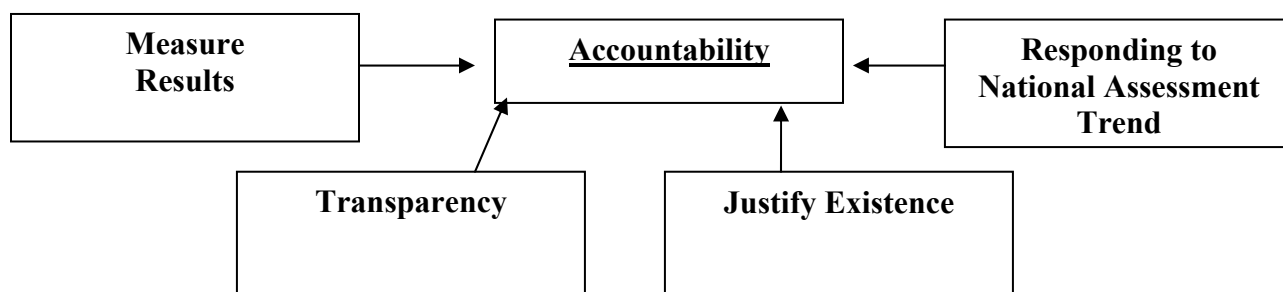 Measure
Results
Accountability
Responding to
National Assessment
Trend
Transparency
Justify Existence